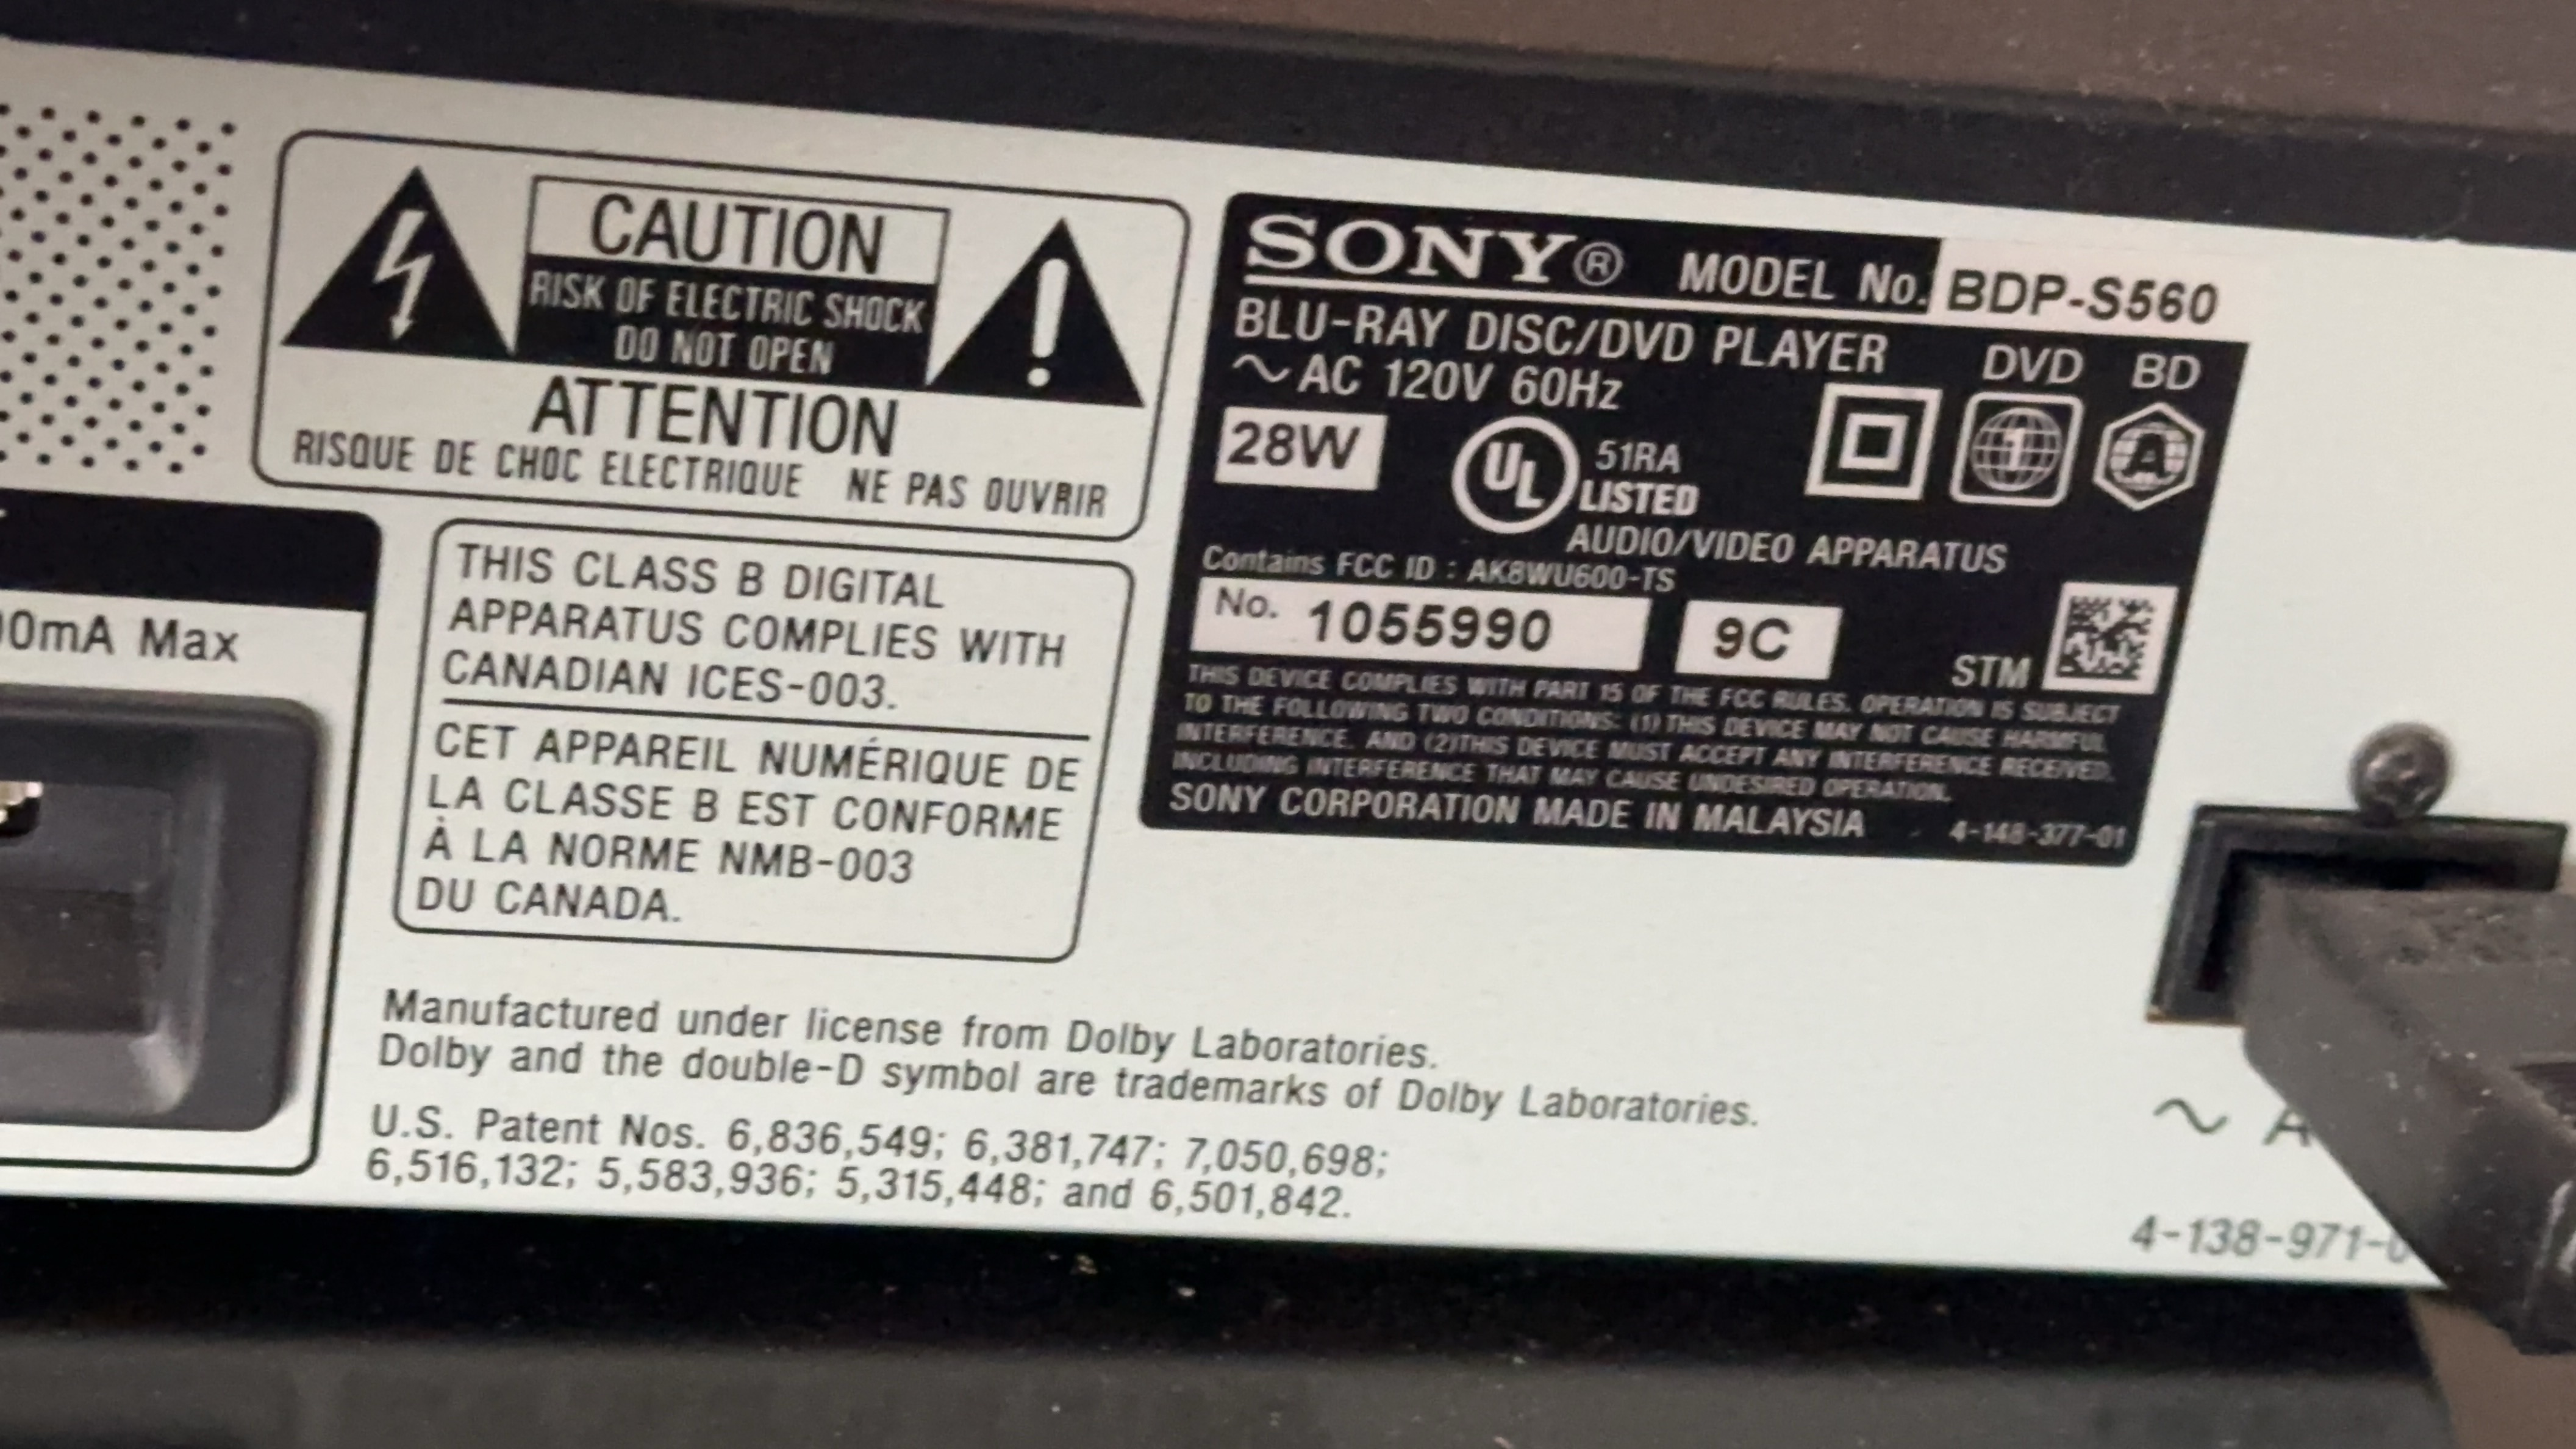 CAUTION
RISK OF ELECTRIC SHOCK
DO NOT OPEN
ATTENTION
RISQUE DE CHOC ELECTRIQUE NE PAS OUVRIR
THIS CLASS B DIGITAL
APPARATUS COMPLIES WITH
CANADIAN ICES-003.
CET APPAREIL NUMÉRIQUE DE
LA CLASSE B EST CONFORME
À LA NORME NMB-003
DU CANADA.
SONY® MODEL No. BDP-S560
BLU-RAY DISC/DVD PLAYER
DVD BD
~ AC 120V 60Hz
1 A
28W
UL 51RA
LISTED
AUDIO/VIDEO APPARATUS
Contains FCC ID : AK8WU600-TS
No. 1055990 9C
STM
THIS DEVICE COMPLIES WITH PART 15 OF THE FCC RULES. OPERATION IS SUBJECT
TO THE FOLLOWING TWO CONDITIONS: (1) THIS DEVICE MAY NOT CAUSE HARMFUL
INTERFERENCE, AND (2)THIS DEVICE MUST ACCEPT ANY INTERFERENCE RECEIVED,
INCLUDING INTERFERENCE THAT MAY CAUSE UNDESIRED OPERATION.
SONY CORPORATION MADE IN MALAYSIA 4-148-377-01
0mA Max
Manufactured under license from Dolby Laboratories.
Dolby and the double-D symbol are trademarks of Dolby Laboratories.
U.S. Patent Nos. 6,836,549; 6,381,747; 7,050,698;
6,516,132; 5,583,936; 5,315,448; and 6,501,842.
~ A
4-138-971-0